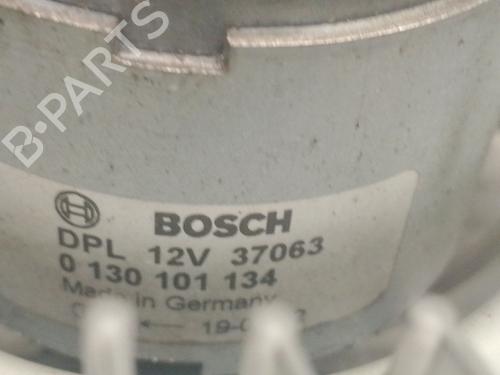 B-PARTS
BOSCH
DPL 12V 37063
0 130 101 134
Made in Germany